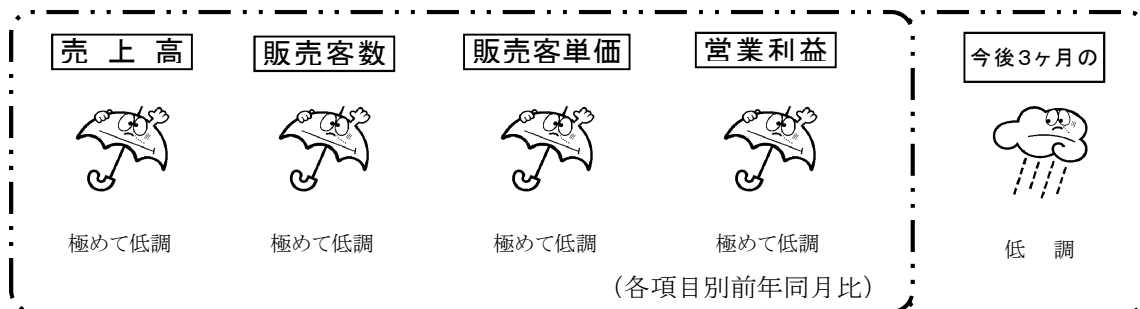 売上高
販売客数
販売客単価
営業利益
今後3ヶ月の
極めて低調
極めて低調
極めて低調
極めて低調
低 調
（各項目別前年同月比）